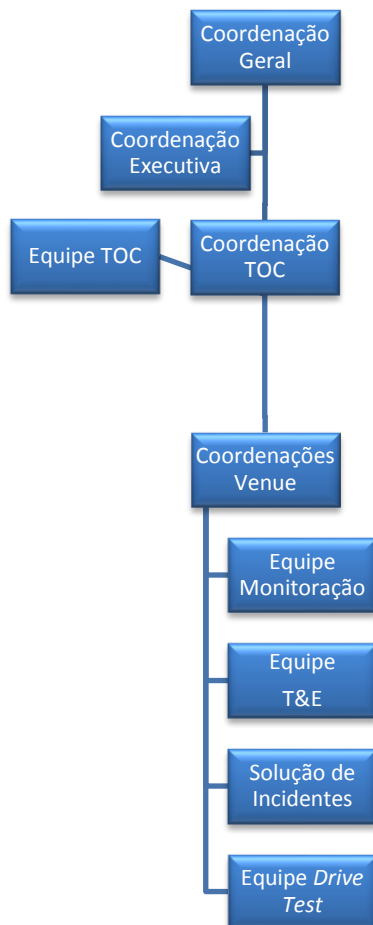 Coordenação
Geral
Coordenação
Executiva
Equipe TOC
Coordenação
TOC
Coordenações
Venue
Equipe
Monitoração
Equipe
T&E
Solução de
Incidentes
Equipe Drive
Test